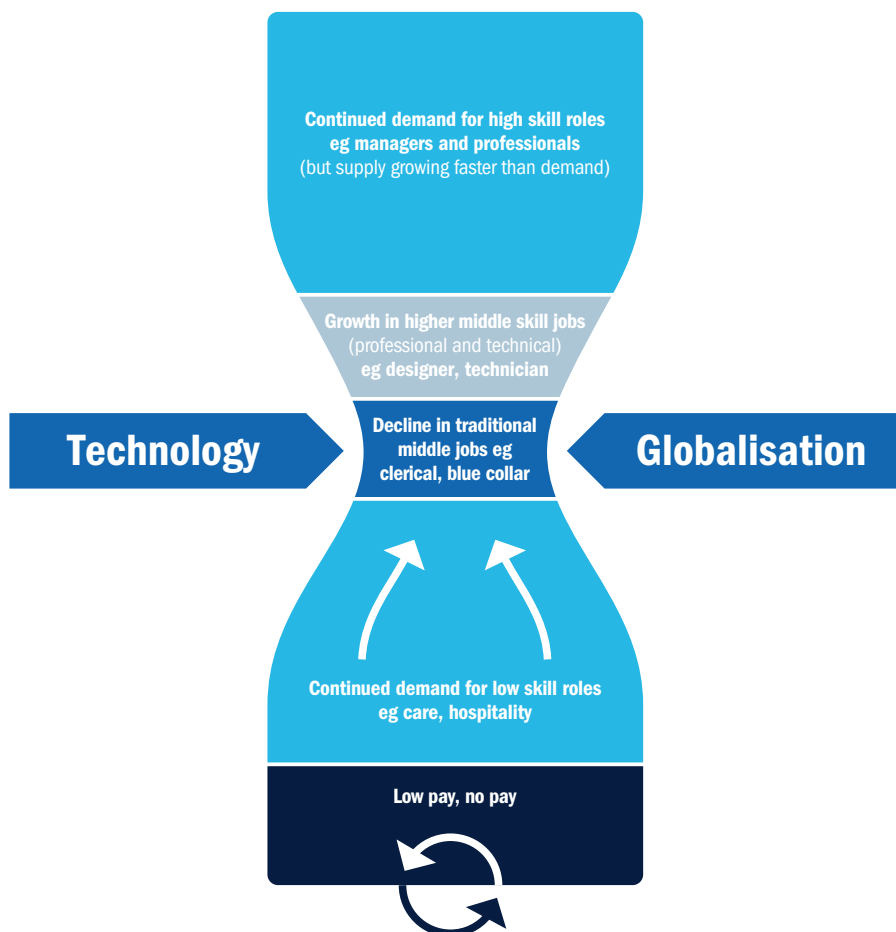 Continued demand for high skill roles
eg managers and professionals
(but supply growing faster than demand)
Growth in higher middle skill jobs
(professional and technical)
eg designer, technician
Technology
Decline in traditional
middle jobs eg
clerical, blue collar
Globalisation
Continued demand for low skill roles
eg care, hospitality
Low pay, no pay